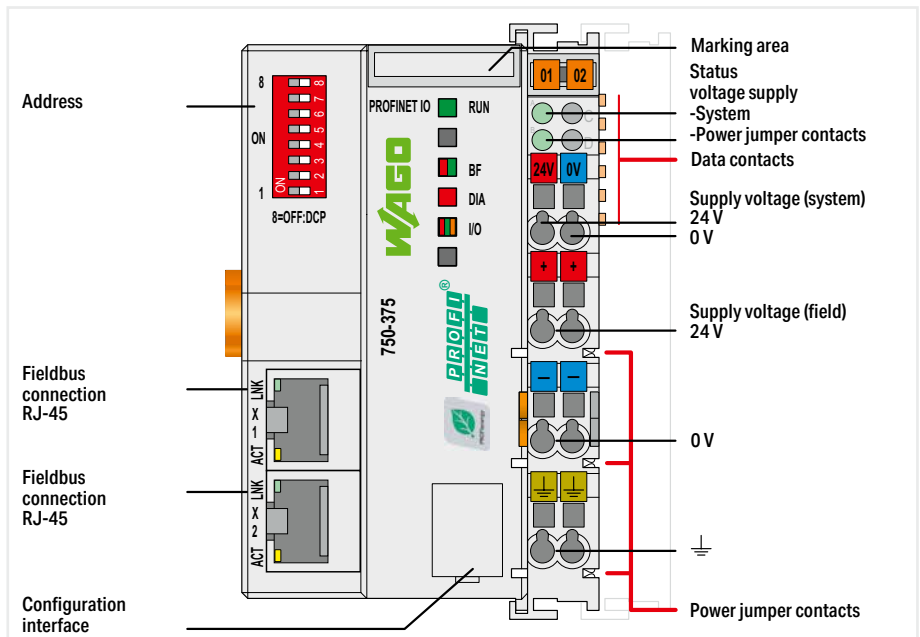 Address
8
ON
1
ON
1 2 3 4 5 6 7 8
8=OFF:DCP
Fieldbus
connection
RJ-45
Fieldbus
connection
RJ-45
Configuration
interface
LNK
X
1
ACT
LNK
X
2
ACT
PROFINET IO
RUN
BF
DIA
I/O
WAGO
750-375
PROFI
NET
®
PROFIenergy
01 02
C
D
24V 0V
+ +
— —
Marking area
Status
voltage supply
-System
-Power jumper contacts
Data contacts
Supply voltage (system)
24 V
0 V
Supply voltage (field)
24 V
0 V
Power jumper contacts